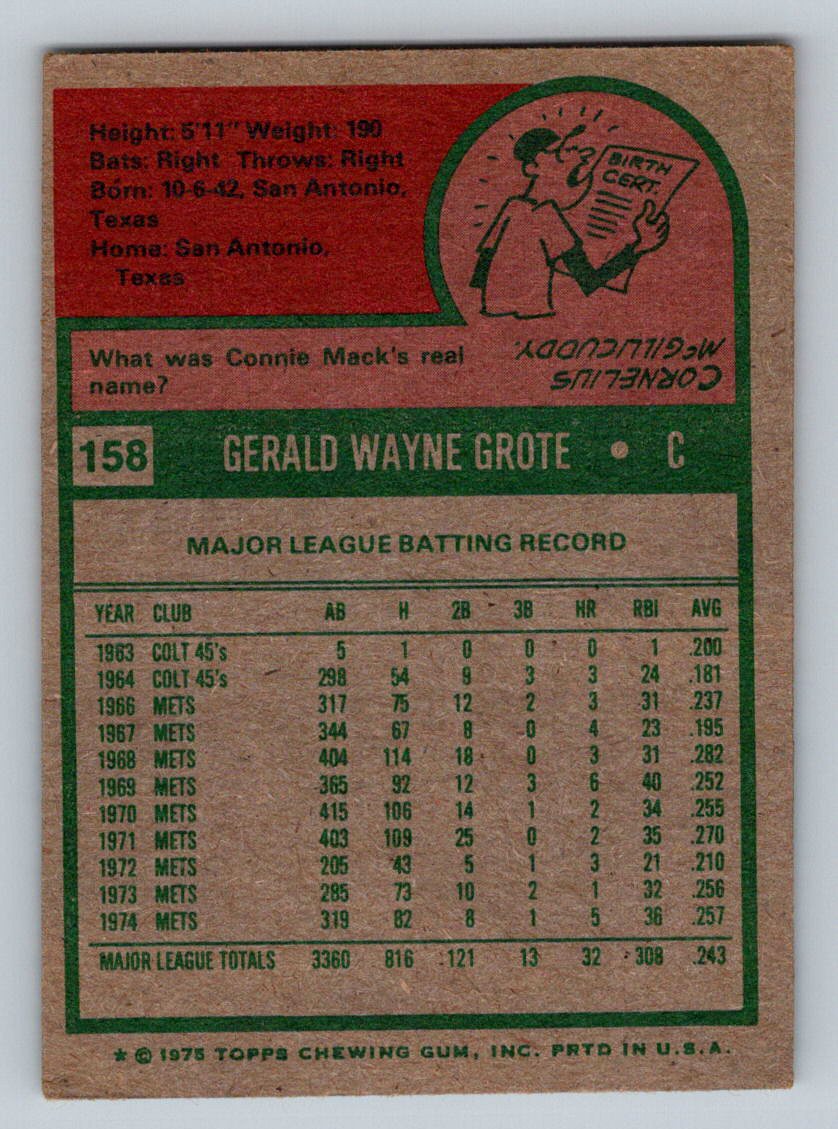 Height: 5'11" Weight: 190
Bats: Right Throws: Right
Born: 10-6-42, San Antonio,
Texas
Home: San Antonio,
Texas
BIRTH
CERT.
What was Connie Mack's real
name?
CORNELIUS
McGILLICUDDY.
158 GERALD WAYNE GROTE • C
MAJOR LEAGUE BATTING RECORD
YEAR CLUB AB H 2B 3B HR RBI AVG
1963 COLT 45's 5 1 0 0 0 1 .200
1964 COLT 45's 298 54 9 3 3 24 .181
1966 METS 317 75 12 2 3 31 .237
1967 METS 344 67 8 0 4 23 .195
1968 METS 404 114 18 0 3 31 .282
1969 METS 365 92 12 3 6 40 .252
1970 METS 415 106 14 1 2 34 .255
1971 METS 403 109 25 0 2 35 .270
1972 METS 205 43 5 1 3 21 .210
1973 METS 285 73 10 2 1 32 .256
1974 METS 319 82 8 1 5 36 .257
MAJOR LEAGUE TOTALS 3360 816 121 13 32 308 .243
* © 1975 TOPPS CHEWING GUM, INC. PRTD IN U.S.A.